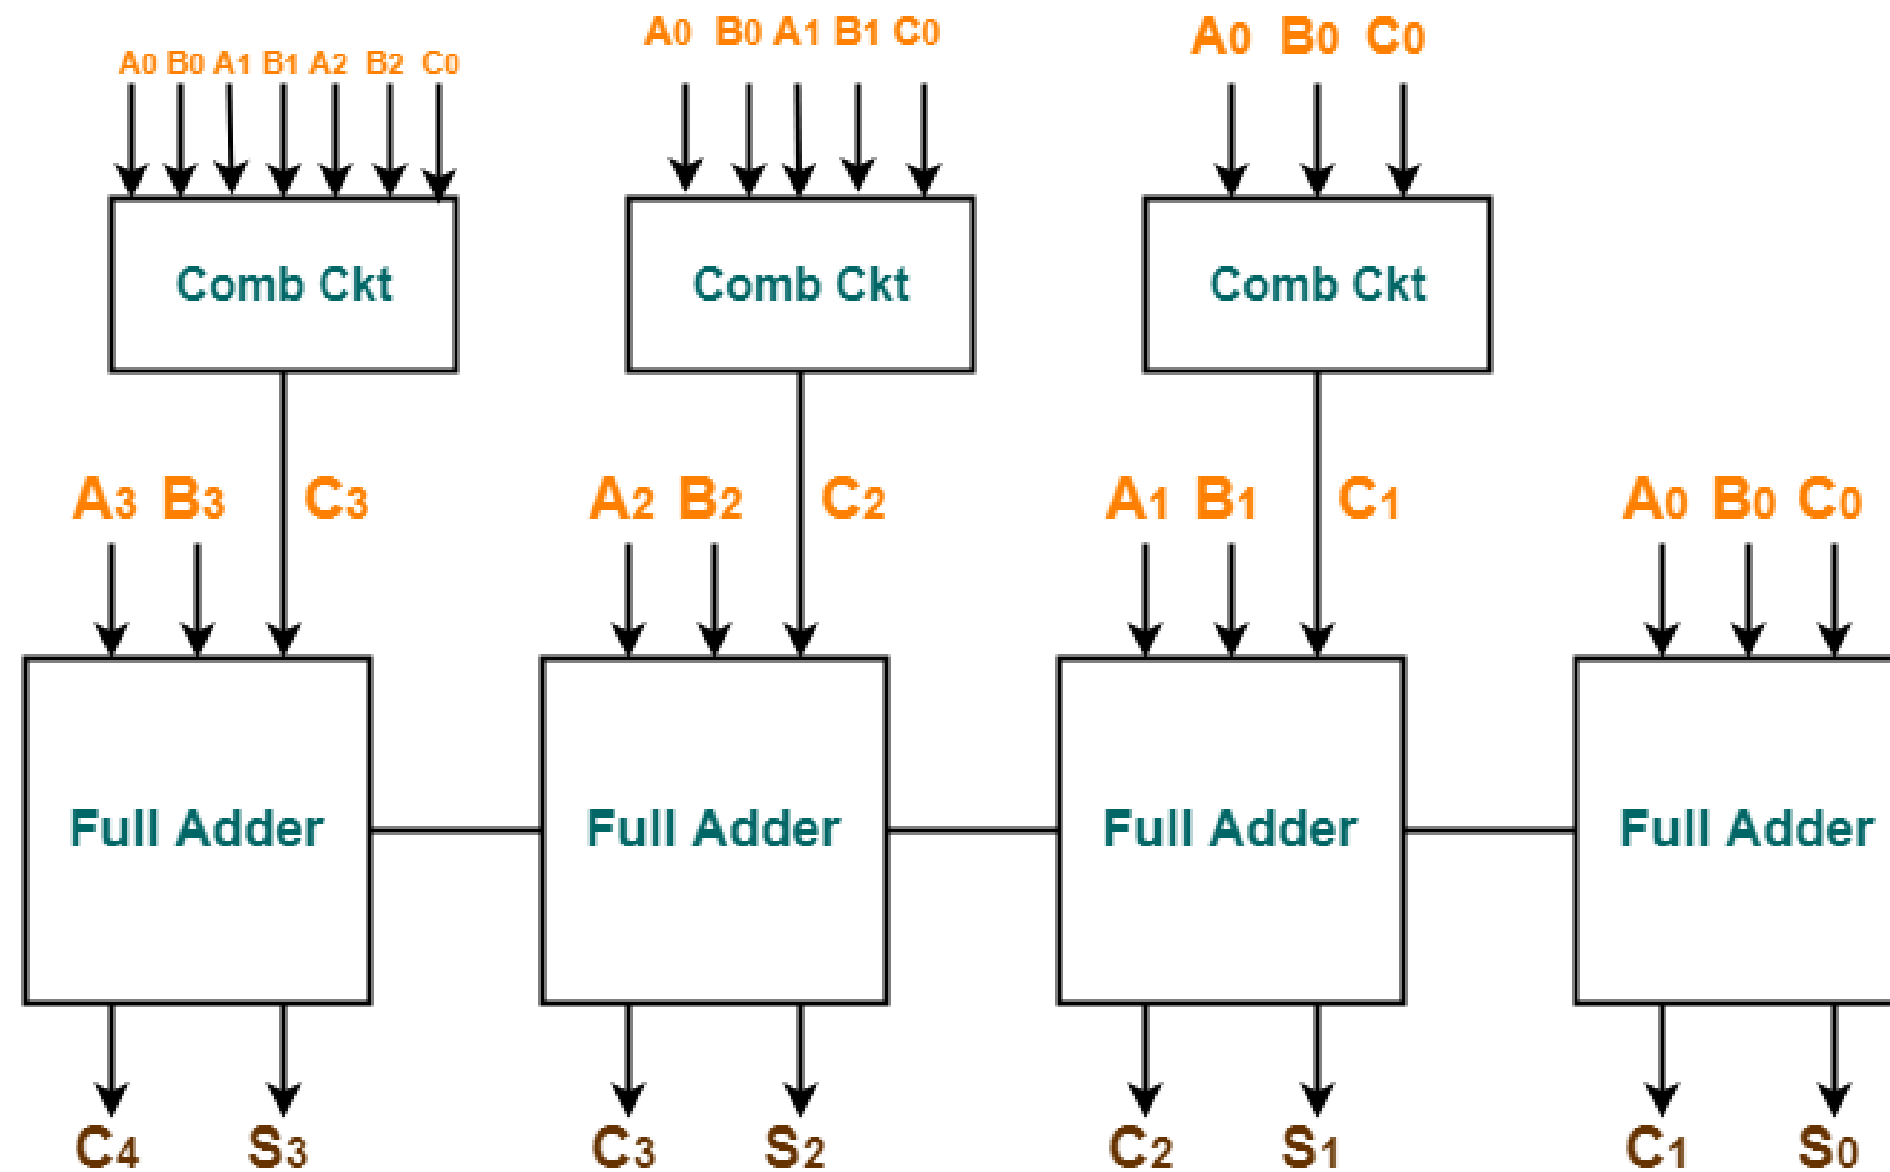 A0 B0 A1 B1 C0
A0 B0 C0
A0 B0 A1 B1 A2 B2 C0
Comb Ckt Comb Ckt Comb Ckt
A3 B3 C3 A2 B2 C2 A1 B1 C1 A0 B0 C0
Full Adder Full Adder Full Adder Full Adder
C4 S3 C3 S2 C2 S1 C1 S0